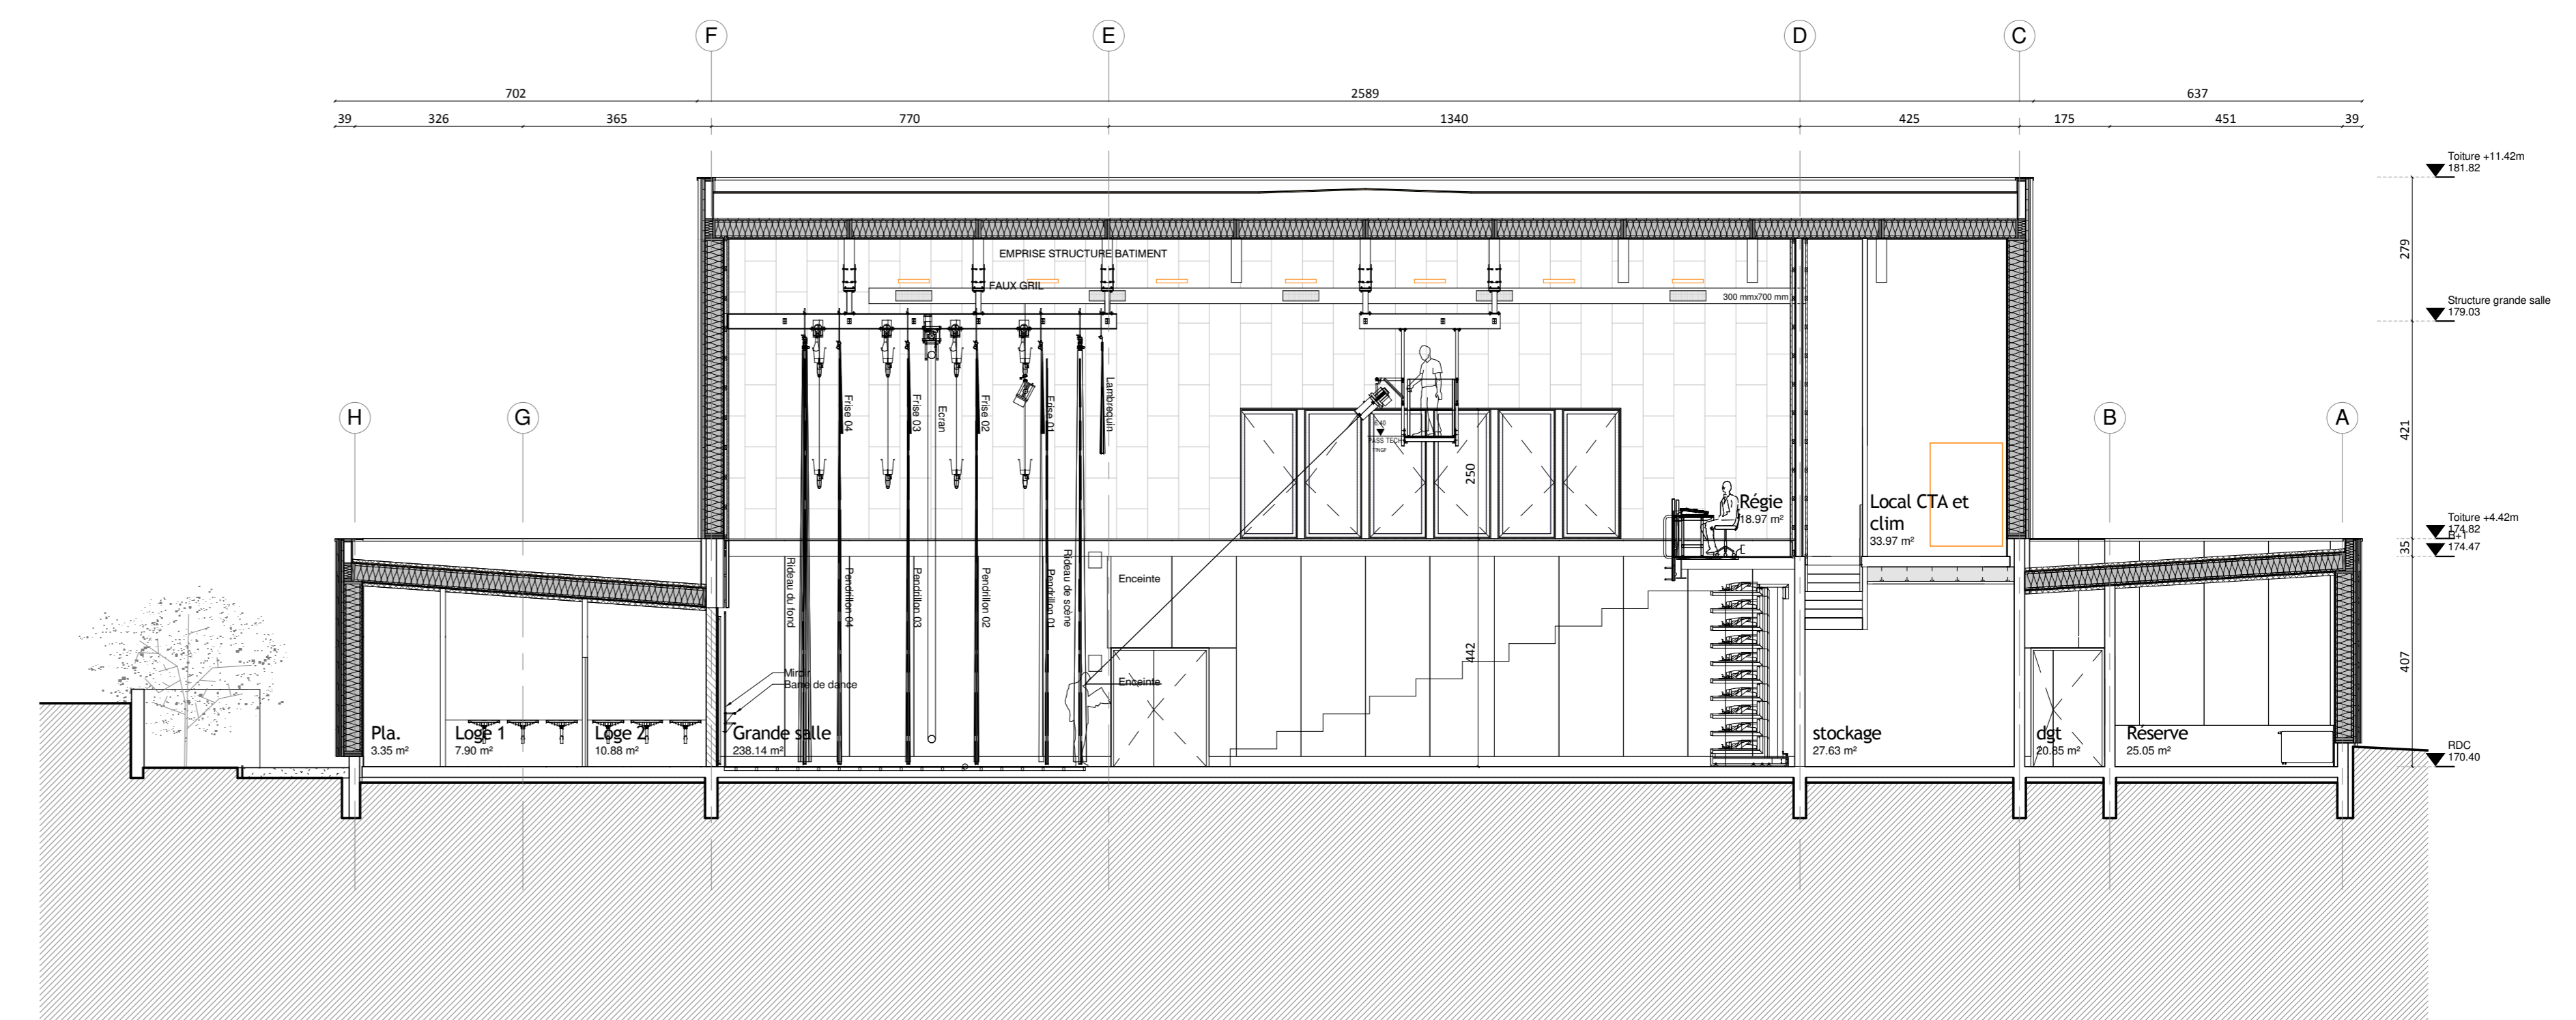 F
E
D
C
702
2589
637
39
326
365
770
1340
425
175
451
39
Toiture +11.42m
181.82
279
EMPRISE STRUCTURE BATIMENT
FAUX GRIL
300 mmx700 mm
Structure grande salle
179.03
H
G
B
A
421
Frise 04
Frise 03
Ecran
Frise 02
Frise 01
Lambrequin
6.40
PASS TECH
250
Régie
18.97 m²
Local CTA et
clim
33.97 m²
Toiture +4.42m
174.82
R+1
174.47
35
Rideau du fond
Pendrillon 04
Pendrillon 03
Pendrillon 02
Pendrillon 01
Rideau de scène
Enceinte
442
407
Miroir
Barre de dance
Enceinte
Pla.
3.35 m²
Loge 1
7.90 m²
Loge 2
10.88 m²
Grande salle
238.14 m²
stockage
27.63 m²
dgt
20.85 m²
Réserve
25.05 m²
RDC
170.40